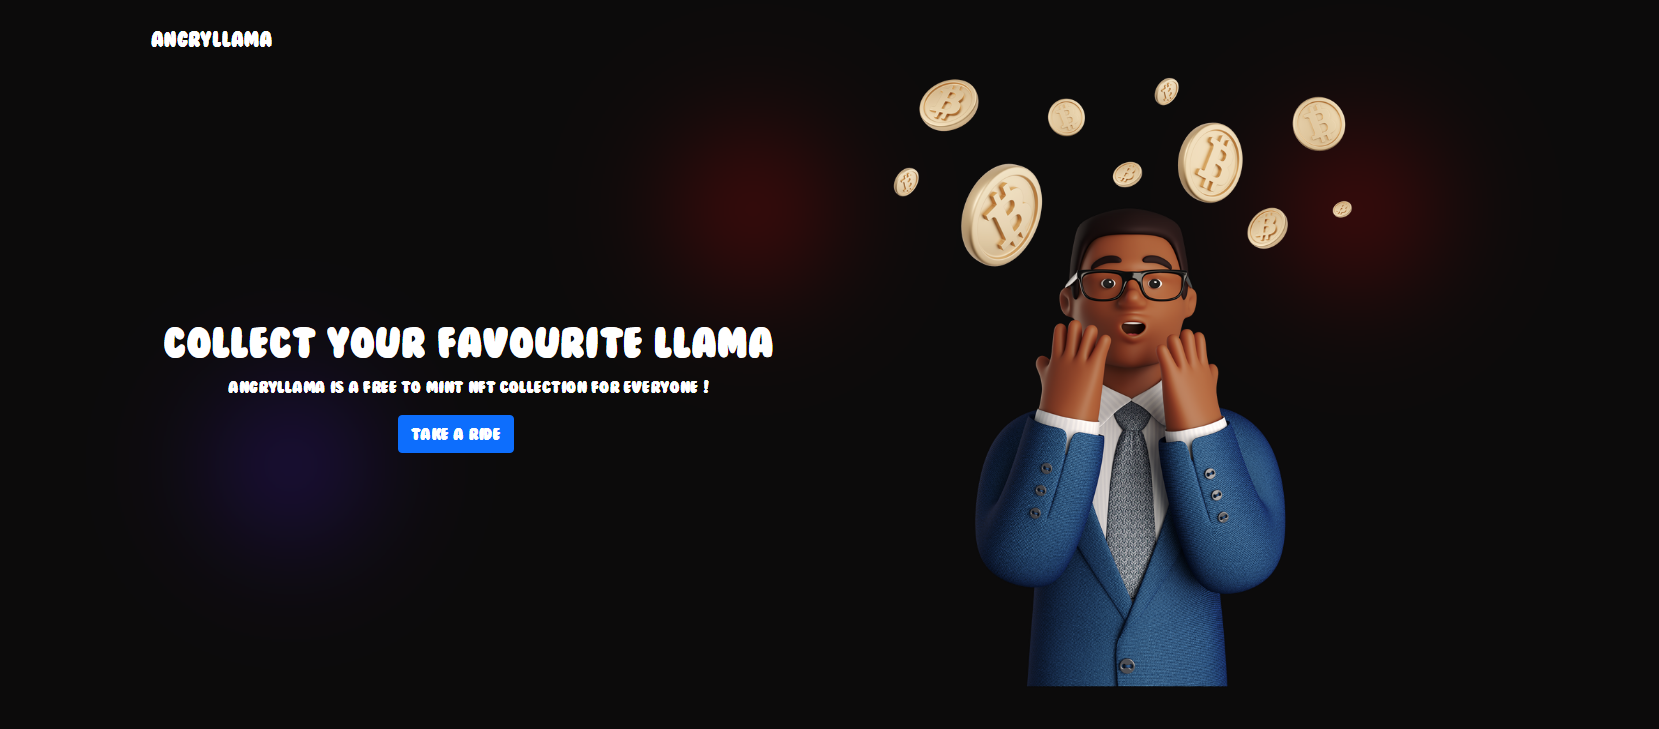 ANGRYLLAMA
COLLECT YOUR FAVOURITE LLAMA
ANGRYLLAMA IS A FREE TO MINT NFT COLLECTION FOR EVERYONE !
TAKE A RIDE